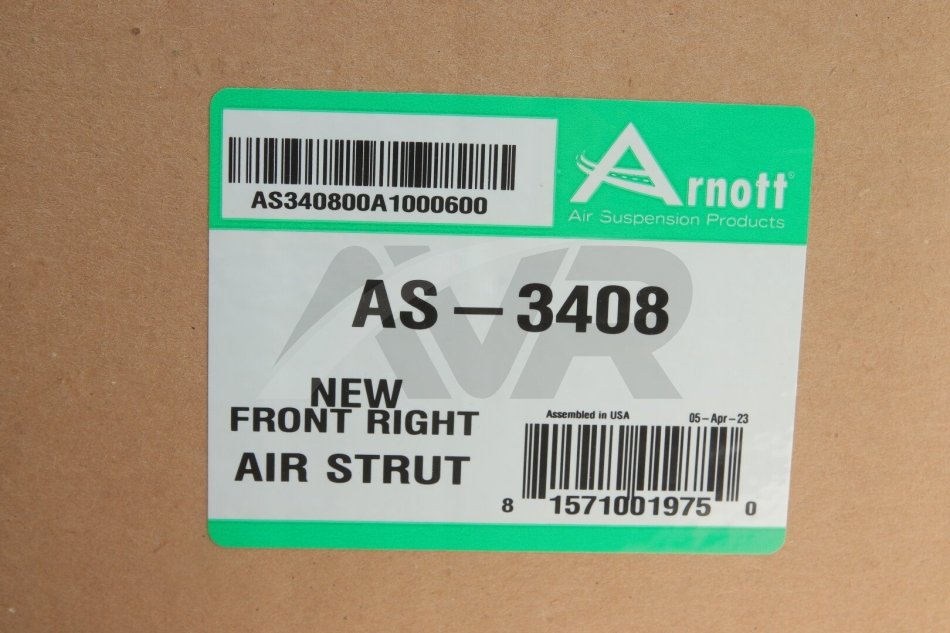 AS340800A1000600
Arnott®
Air Suspension Products
AVR
AS-3408
NEW
FRONT RIGHT
AIR STRUT
Assembled in USA 05-Apr-23
8 1571001975 0